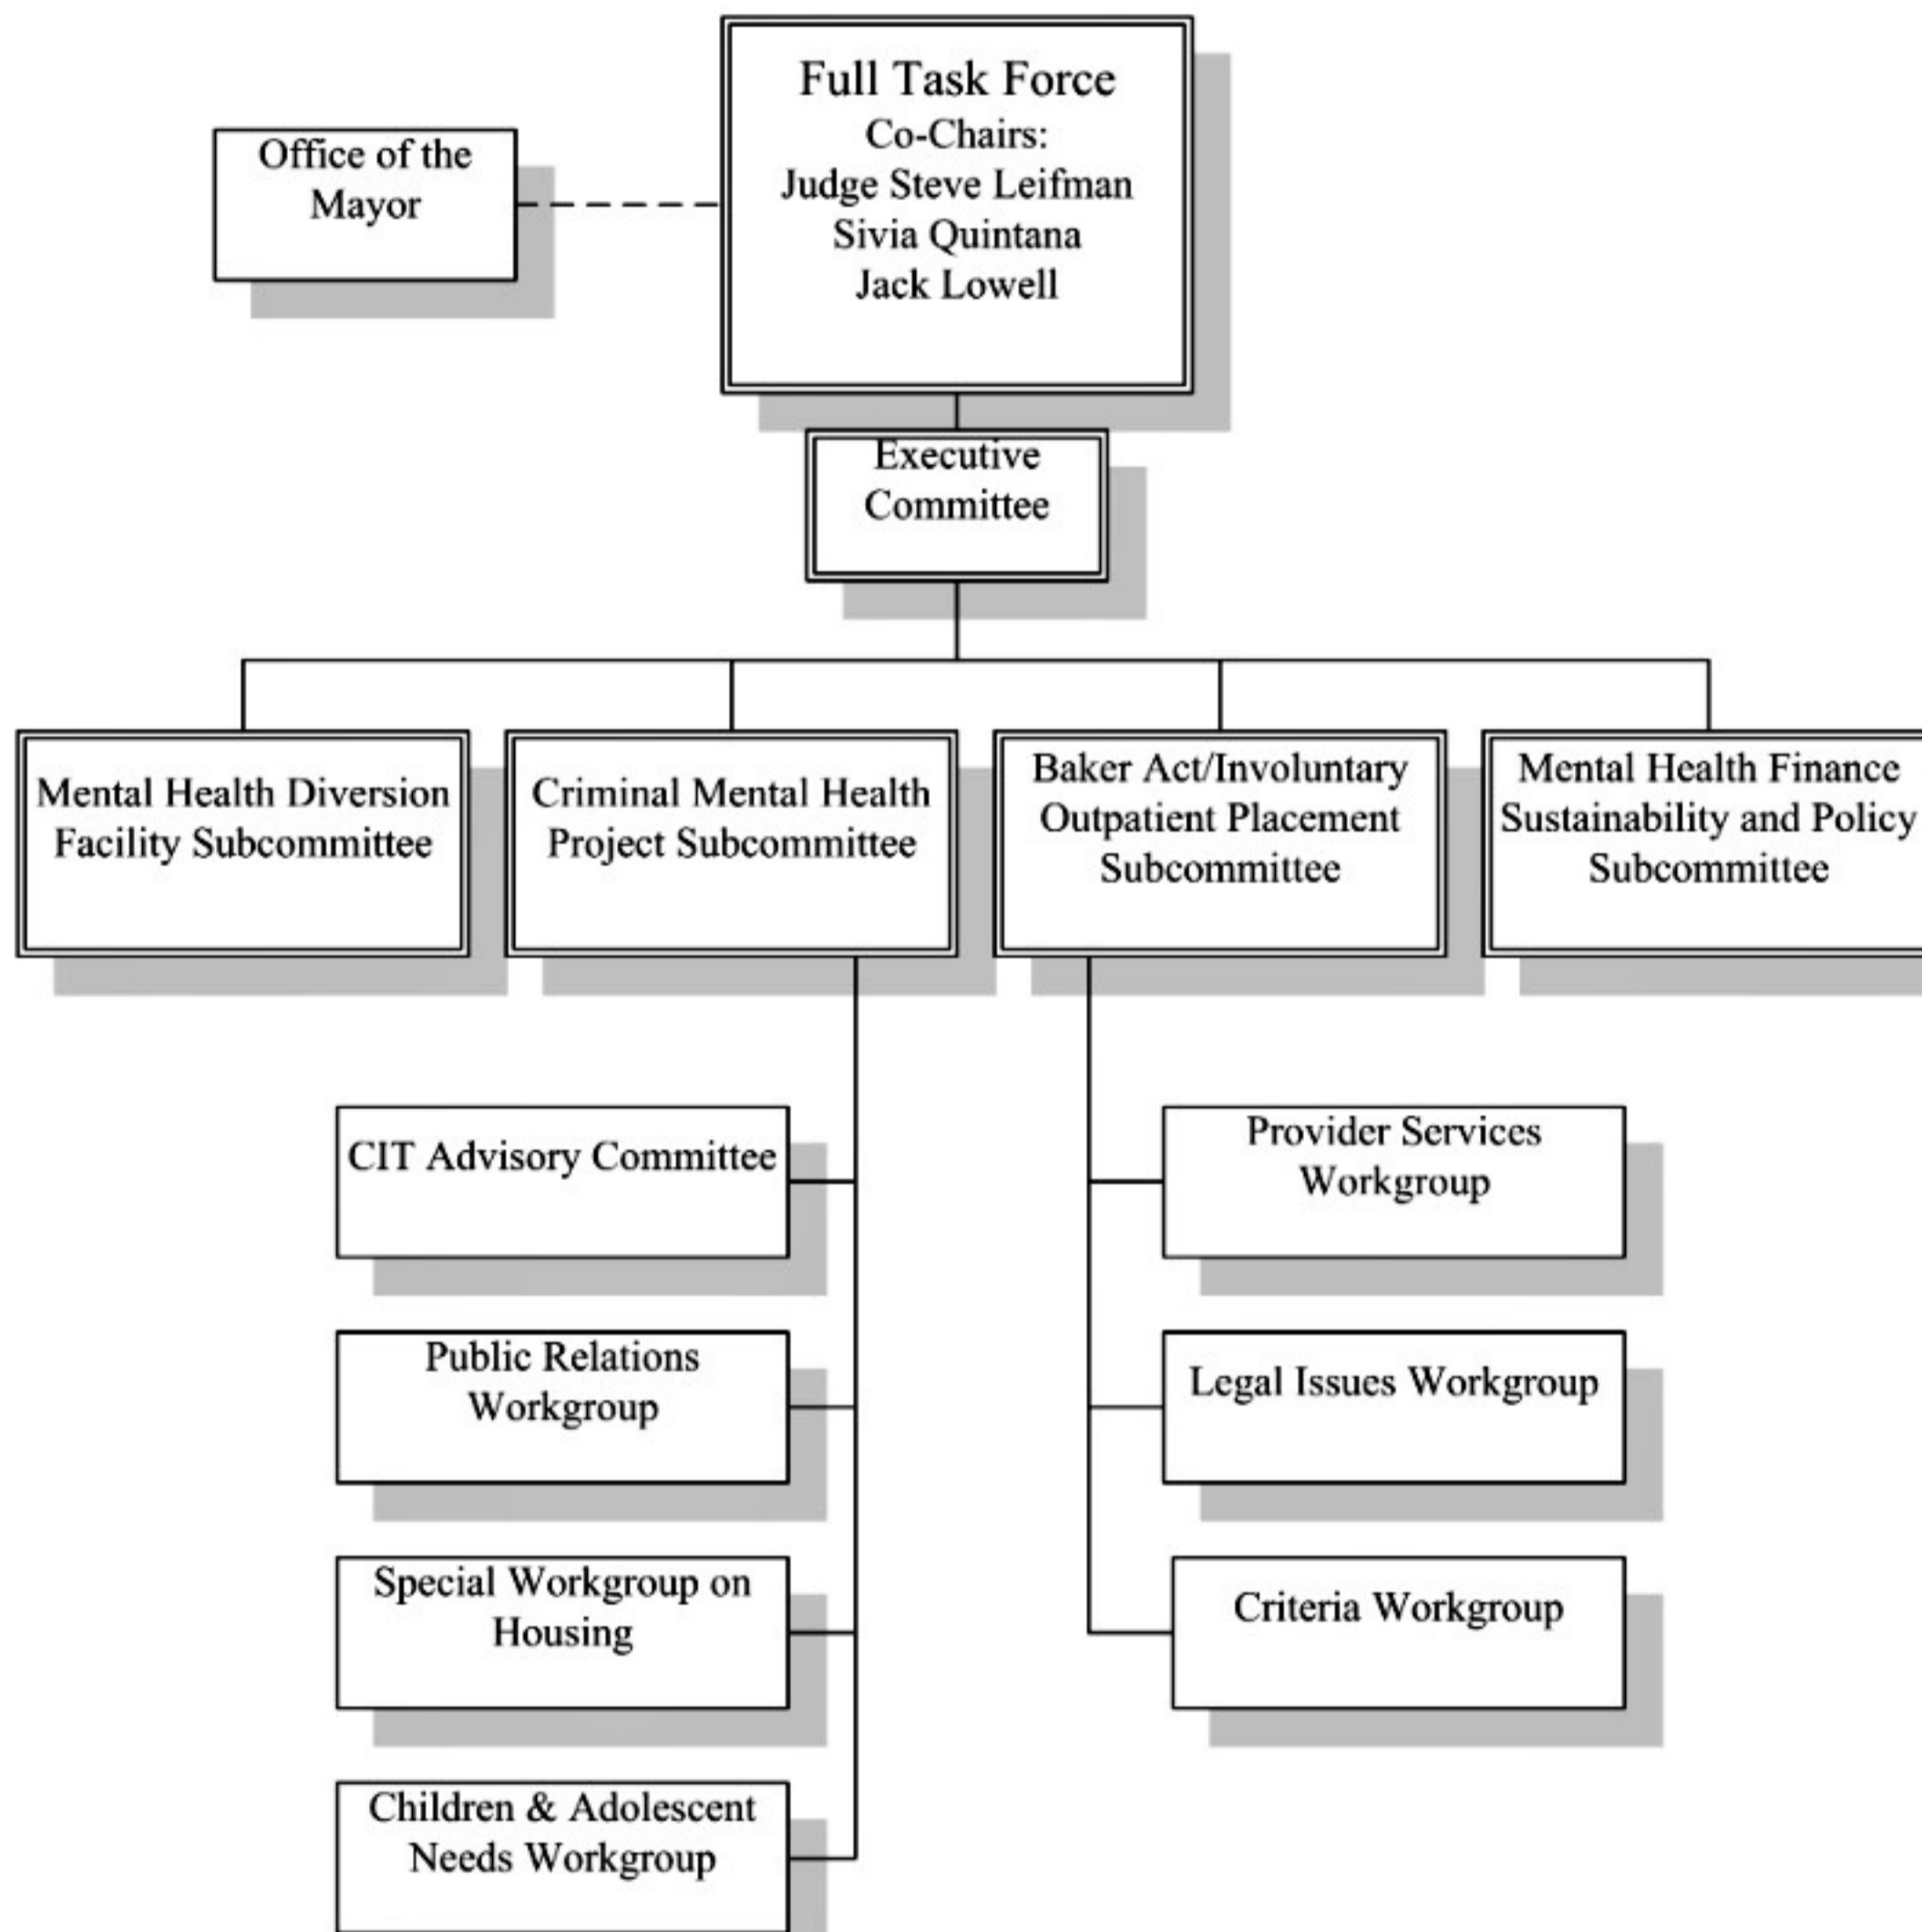 Full Task Force
Co-Chairs:
Judge Steve Leifman
Sivia Quintana
Jack Lowell
Office of the
Mayor
Executive
Committee
Mental Health Diversion
Facility Subcommittee
Criminal Mental Health
Project Subcommittee
Baker Act/Involuntary
Outpatient Placement
Subcommittee
Mental Health Finance
Sustainability and Policy
Subcommittee
CIT Advisory Committee
Public Relations
Workgroup
Special Workgroup on
Housing
Children & Adolescent
Needs Workgroup
Provider Services
Workgroup
Legal Issues Workgroup
Criteria Workgroup